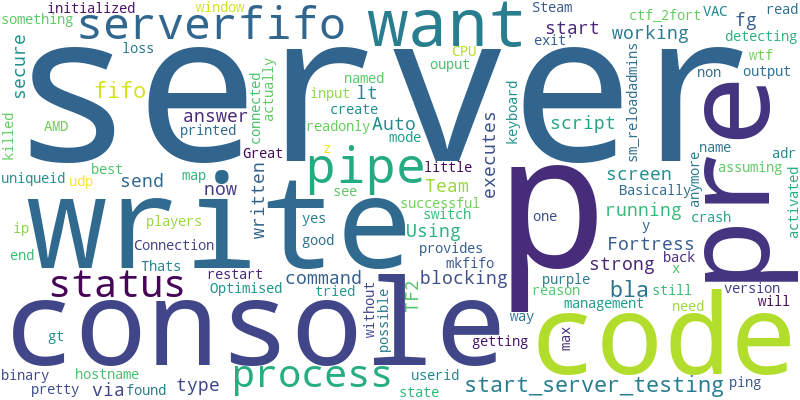 initialized
window
Steam
ctf_2fort
VAC
read
something
serverfifo
want
start
working
fg
detecting
loss
CPU
exit'
wtf
secure
server
ouput
named
lt
input
create
Auto
script
non
output
fifo
answer
connected
actually
keyboard
sm_reloadadmins
pre
killed
AMD
printed
readonly
mode
z
Great
pipe
little
executes
p
name
adr
assuming
uniqueid
best
udp
map
send
now
see
Team
successful
screen
Basically
anymore
activated
write
written
yes
good
switch
Using
one
running
y
ip
players
end
Connection
Thats
provides
mkfifo
Fortress
crash
status
restart
Optimised
command
tried
without
possible
TF2
blocking
reason
purple
strong
back
x
bla
still
version
will
console
gt
way
management
need
code
getting
max
binary
hostname
pretty
via
found
type
process
userid
state
start_server_testing
ping